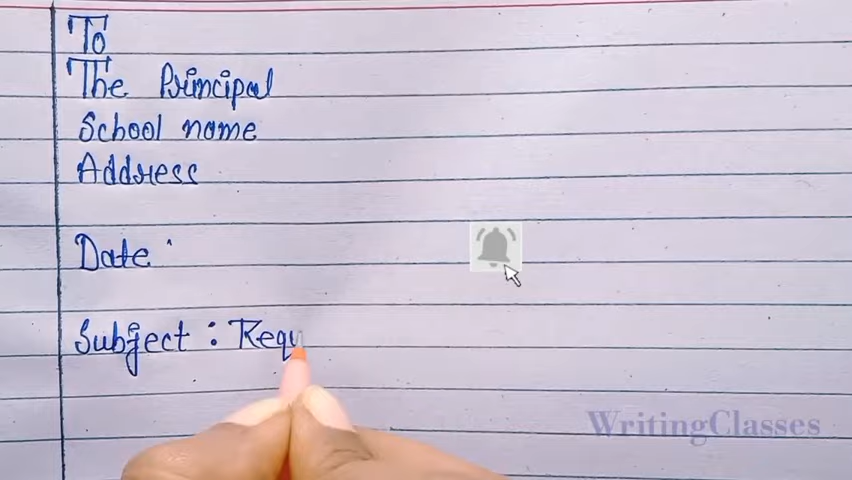 To
The Principal
School name
Address
Date
Subject : Requ
WritingClasses